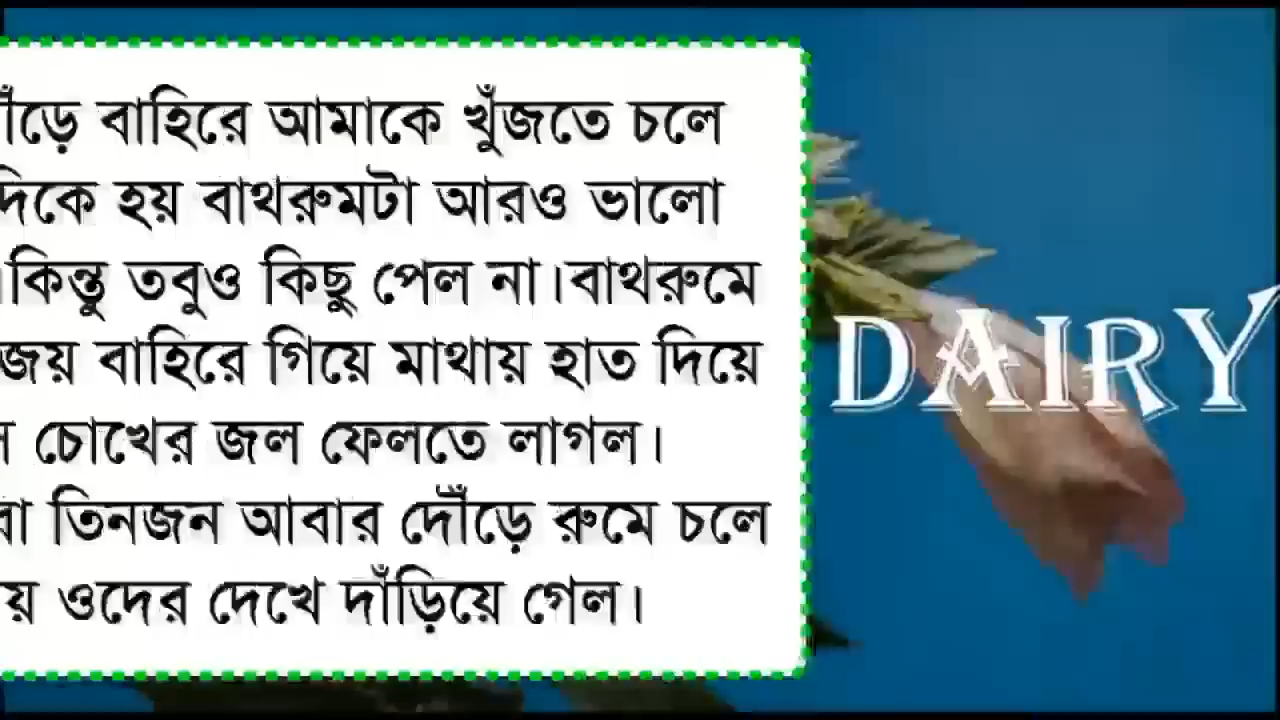 বাহিরে আমাকে খুঁজতে চলে
দিকে হয় বাথরুমটা আরও ভালো
।কিন্তু তবুও কিছু পেল না।বাথরুমে
জয় বাহিরে গিয়ে মাথায় হাত দিয়ে
চোখের জল ফেলতে লাগল।
তিনজন আবার দৌঁড়ে রুমে চলে
য় ওদের দেখে দাঁড়িয়ে গেল।
DAIRY